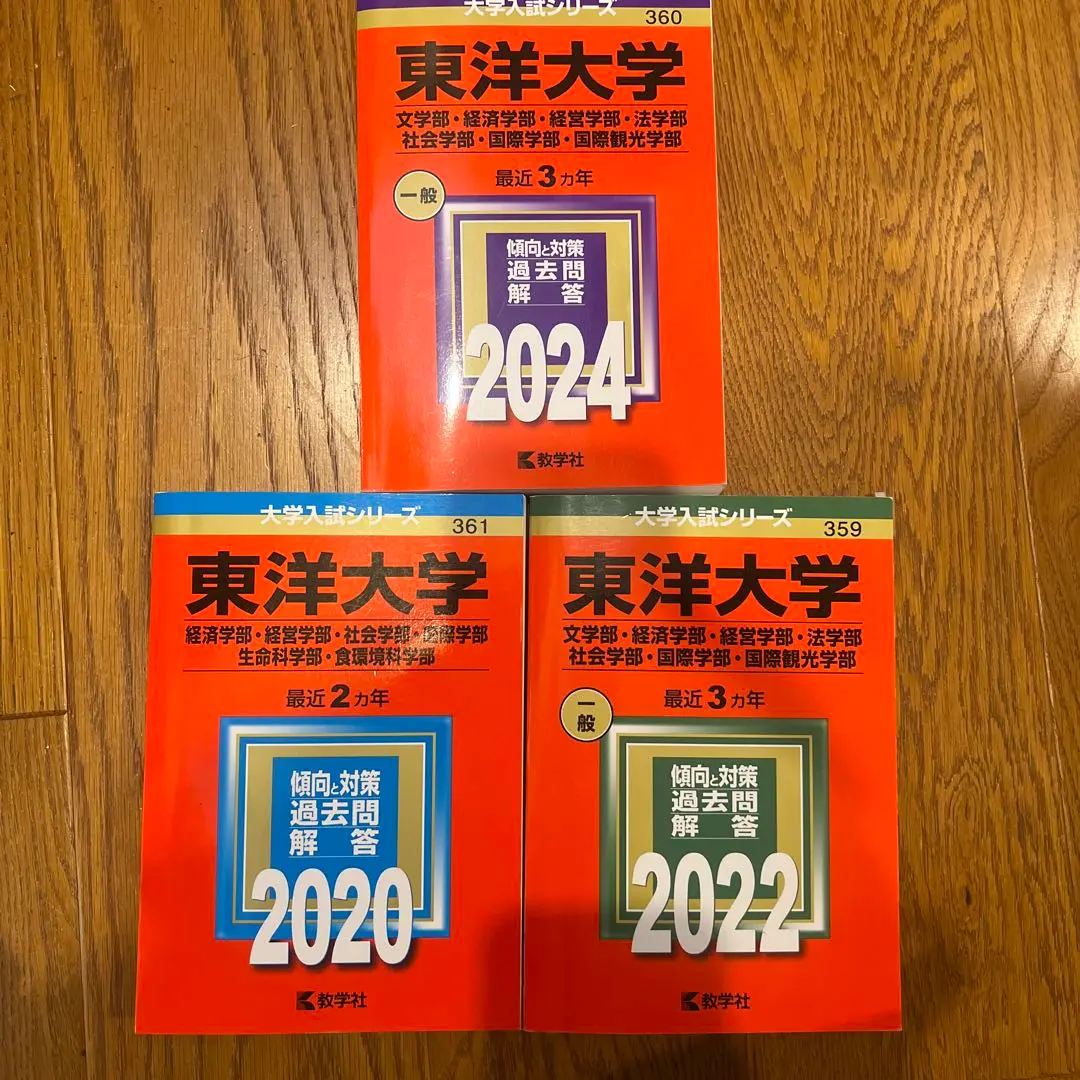 大学入試シリーズ
360
東洋大学
文学部・経済学部・経営学部・法学部
社会学部・国際学部・国際観光学部
最近3カ年
一般
傾向と対策
過去問
解答
2024
教学社
大学入試シリーズ
361
東洋大学
経済学部・経営学部・社会学部・国際学部
生命科学部・食環境科学部
最近2カ年
傾向と対策
過去問
解答
2020
教学社
大学入試シリーズ
359
東洋大学
文学部・経済学部・経営学部・法学部
社会学部・国際学部・国際観光学部
最近3カ年
一般
傾向と対策
過去問
解答
2022
教学社